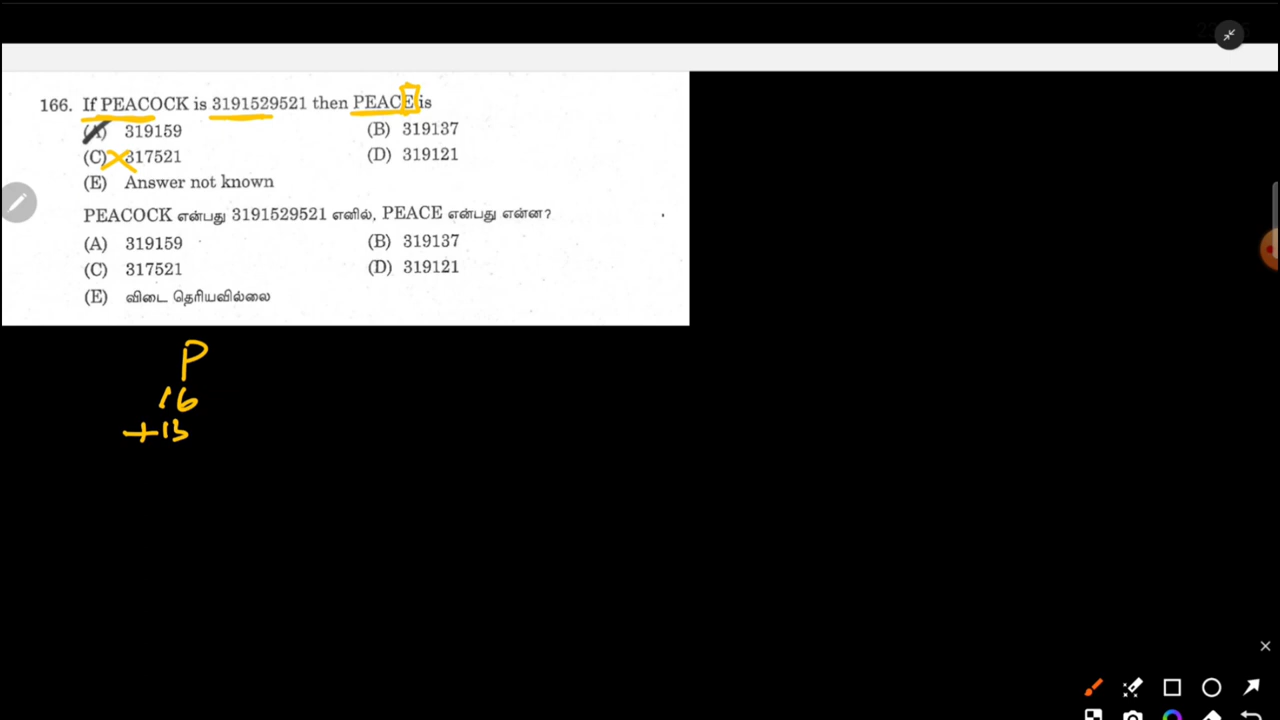 166. If PEACOCK is 3191529521 then PEACE is
(A) 319159 (B) 319137
(C) 317521 (D) 319121
(E) Answer not known
PEACOCK என்பது 3191529521 எனில், PEACE என்பது என்ன?
(A) 319159 (B) 319137
(C) 317521 (D) 319121
(E) விடை தெரியவில்லை
P
16
+13